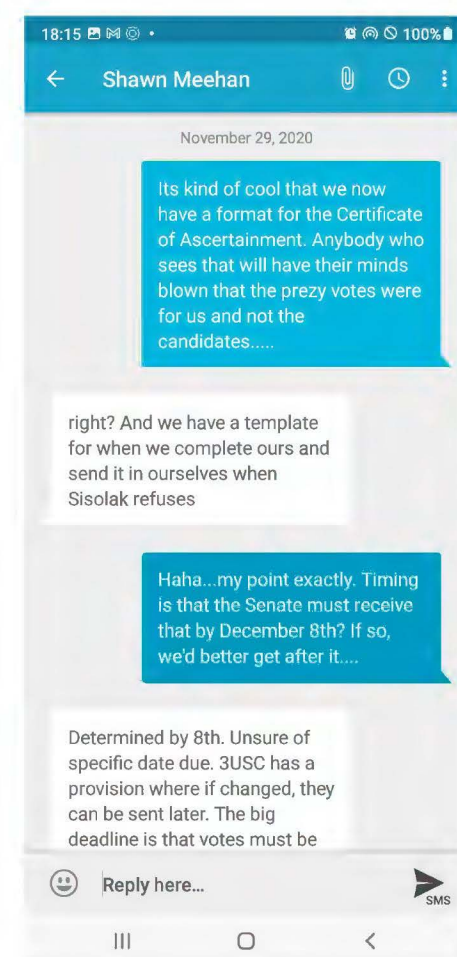 18:15
100%
Shawn Meehan
November 29, 2020
Its kind of cool that we now
have a format for the Certificate
of Ascertainment. Anybody who
sees that will have their minds
blown that the prezy votes were
for us and not the
candidates.....
right? And we have a template
for when we complete ours and
send it in ourselves when
Sisolak refuses
Haha...my point exactly. Timing
is that the Senate must receive
that by December 8th? If so,
we'd better get after it....
Determined by 8th. Unsure of
specific date due. 3USC has a
provision where if changed, they
can be sent later. The big
deadline is that votes must be
Reply here...
SMS